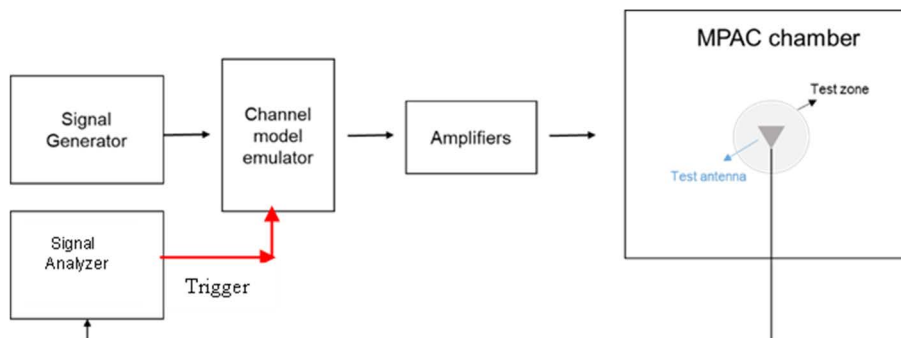 MPAC chamber
Test zone
Test antenna
Signal
Generator
Channel
model
emulator
Amplifiers
Signal
Analyzer
Trigger